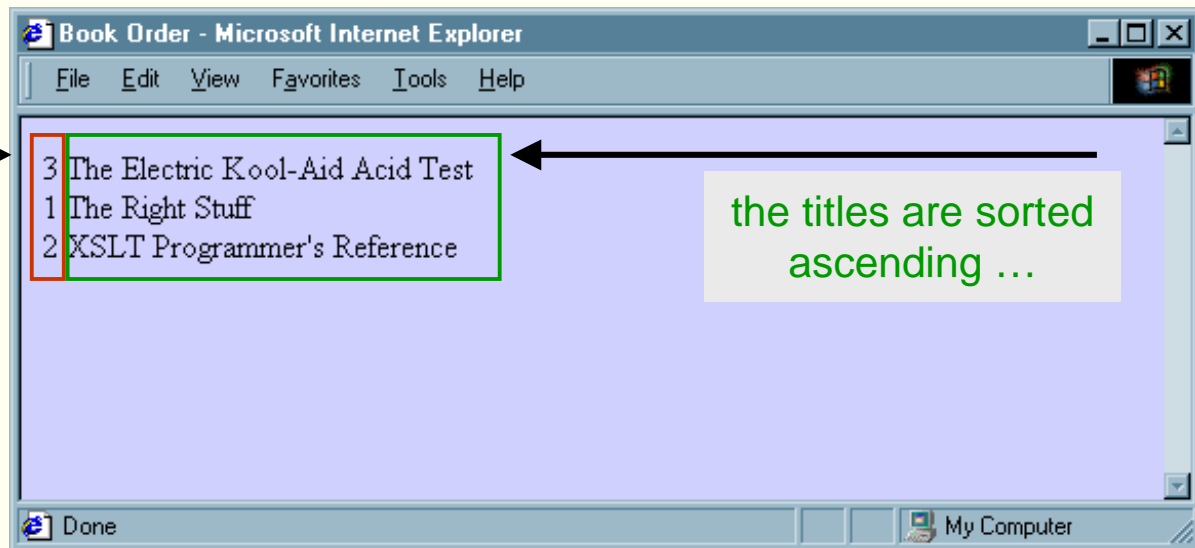 Book Order - Microsoft Internet Explorer
File Edit View Favorites Tools Help
3 The Electric Kool-Aid Acid Test
1 The Right Stuff
2 XSLT Programmer's Reference
the titles are sorted
ascending …
Done
My Computer